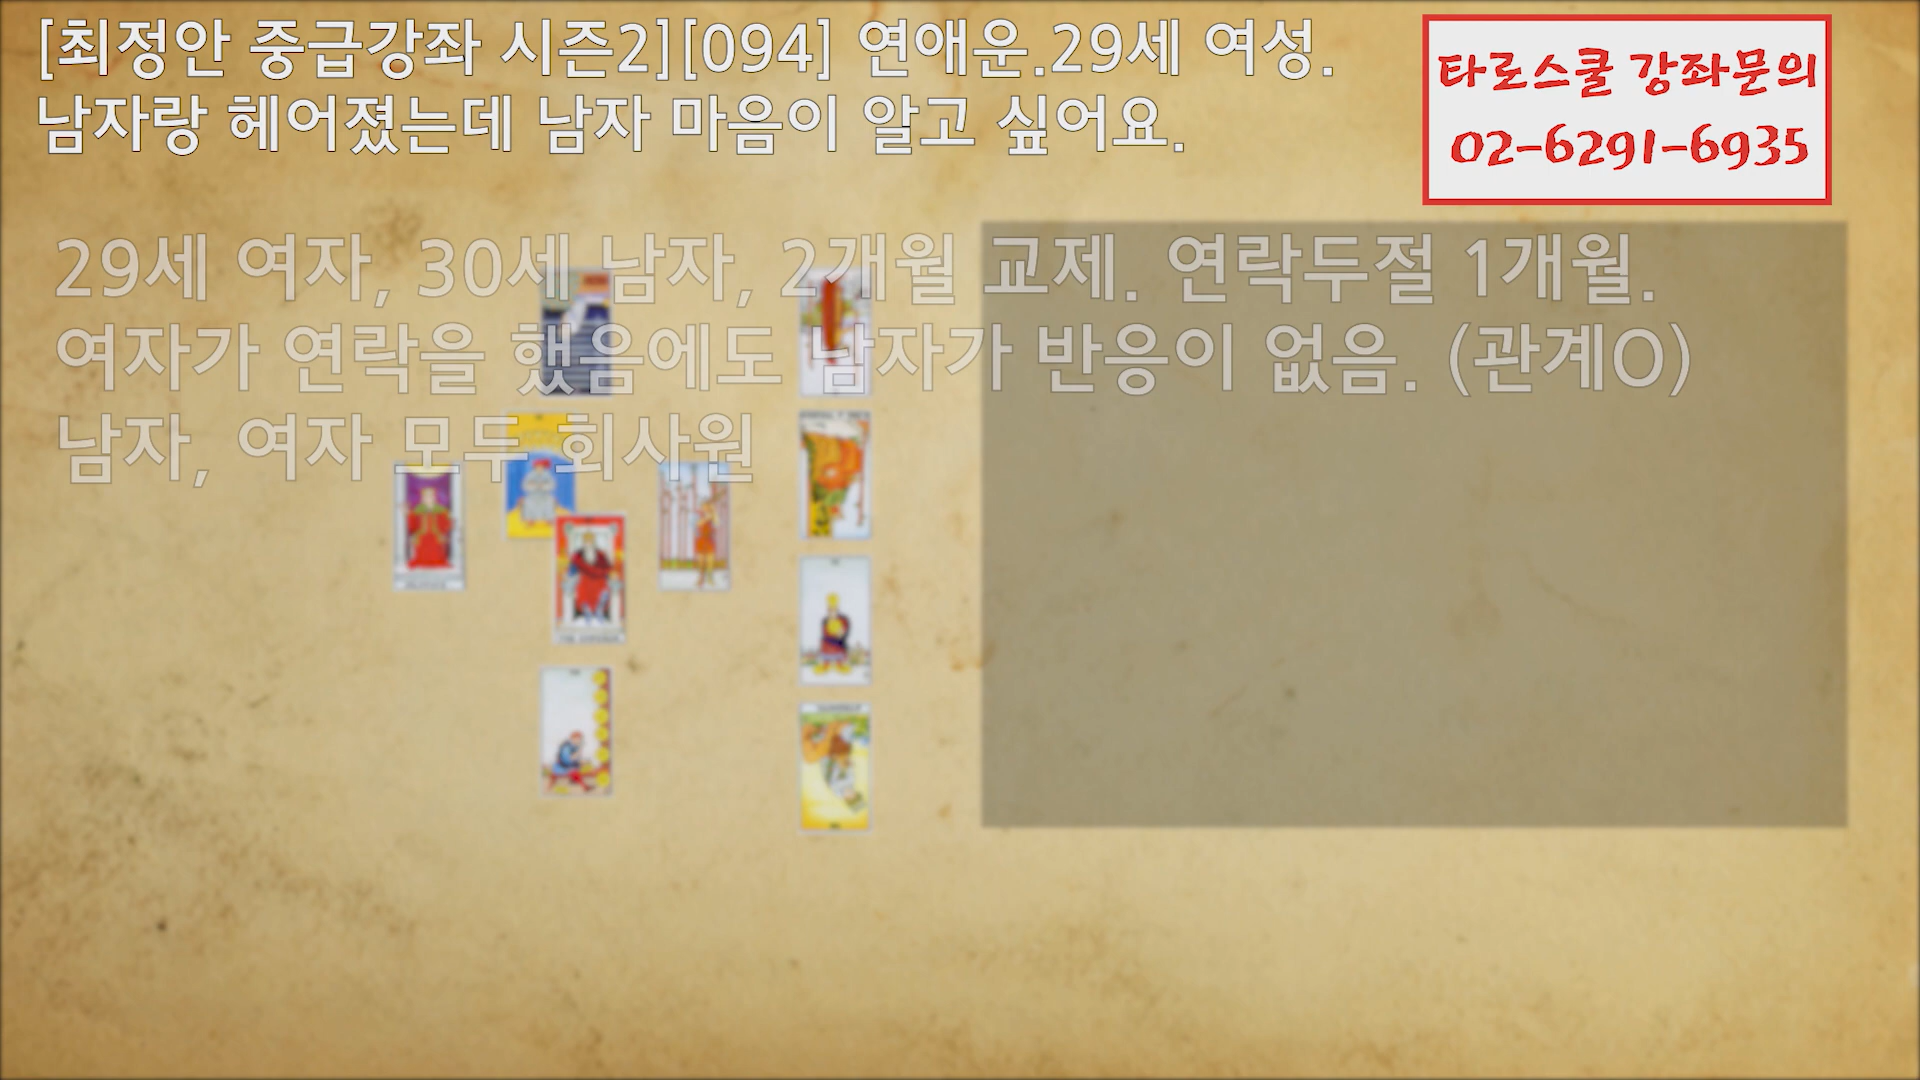 [최정안 중급강좌 시즌2][094] 연애운.29세 여성.
남자랑 헤어졌는데 남자 마음이 알고 싶어요.
타로스쿨 강좌문의
02-6291-6935
29세 여자, 30세 남자, 2개월 교제. 연락두절 1개월.
여자가 연락을 했음에도 남자가 반응이 없음. (관계O)
남자, 여자 모두 회사원